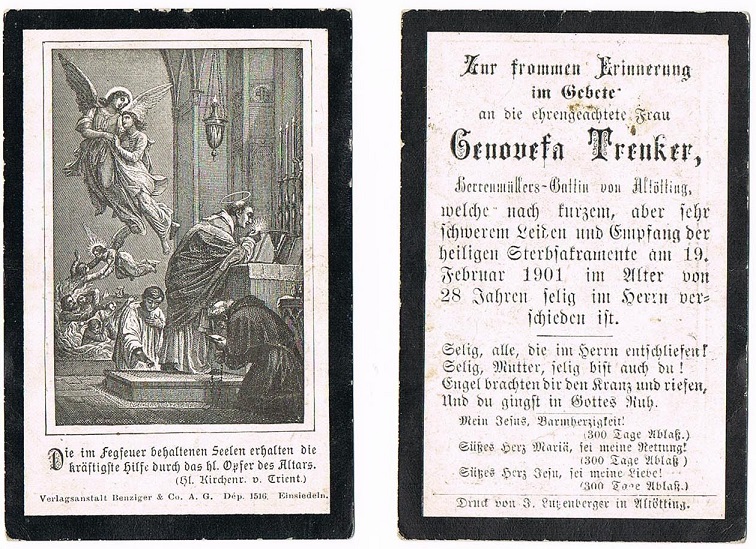 Die im Fegfeuer behaltenen Seelen erhalten die
kräftigste Hilfe durch das hl. Opfer des Altars.
(Hl. Kirchenr. v. Trient.)
Verlagsanstalt Benziger & Co. A. G. Dép. 1516. Einsiedeln.
Zur frommen Erinnerung
im Gebete
an die ehrengeachtete Frau
Genovefa Trenker,
Herrenmüllers-Gattin von Altötting,
welche nach kurzem, aber sehr
schwerem Leiden und Empfang der
heiligen Sterbsakramente am 19.
Februar 1901 im Alter von
28 Jahren selig im Herrn ver-
schieden ist.
Selig, alle, die im Herrn entschliefen!
Selig, Mutter, selig bist auch du!
Engel brachten dir den Kranz und riefen,
Und du gingst in Gottes Ruh.
Mein Jesus, Barmherzigkeit!
(300 Tage Ablaß.)
Süßes Herz Mariä, sei meine Rettung!
(300 Tage Ablaß)
Süßes Herz Jesu, sei meine Liebe!
(300 Tage Ablaß.)
Druck von J. Lutzenberger in Altötting.